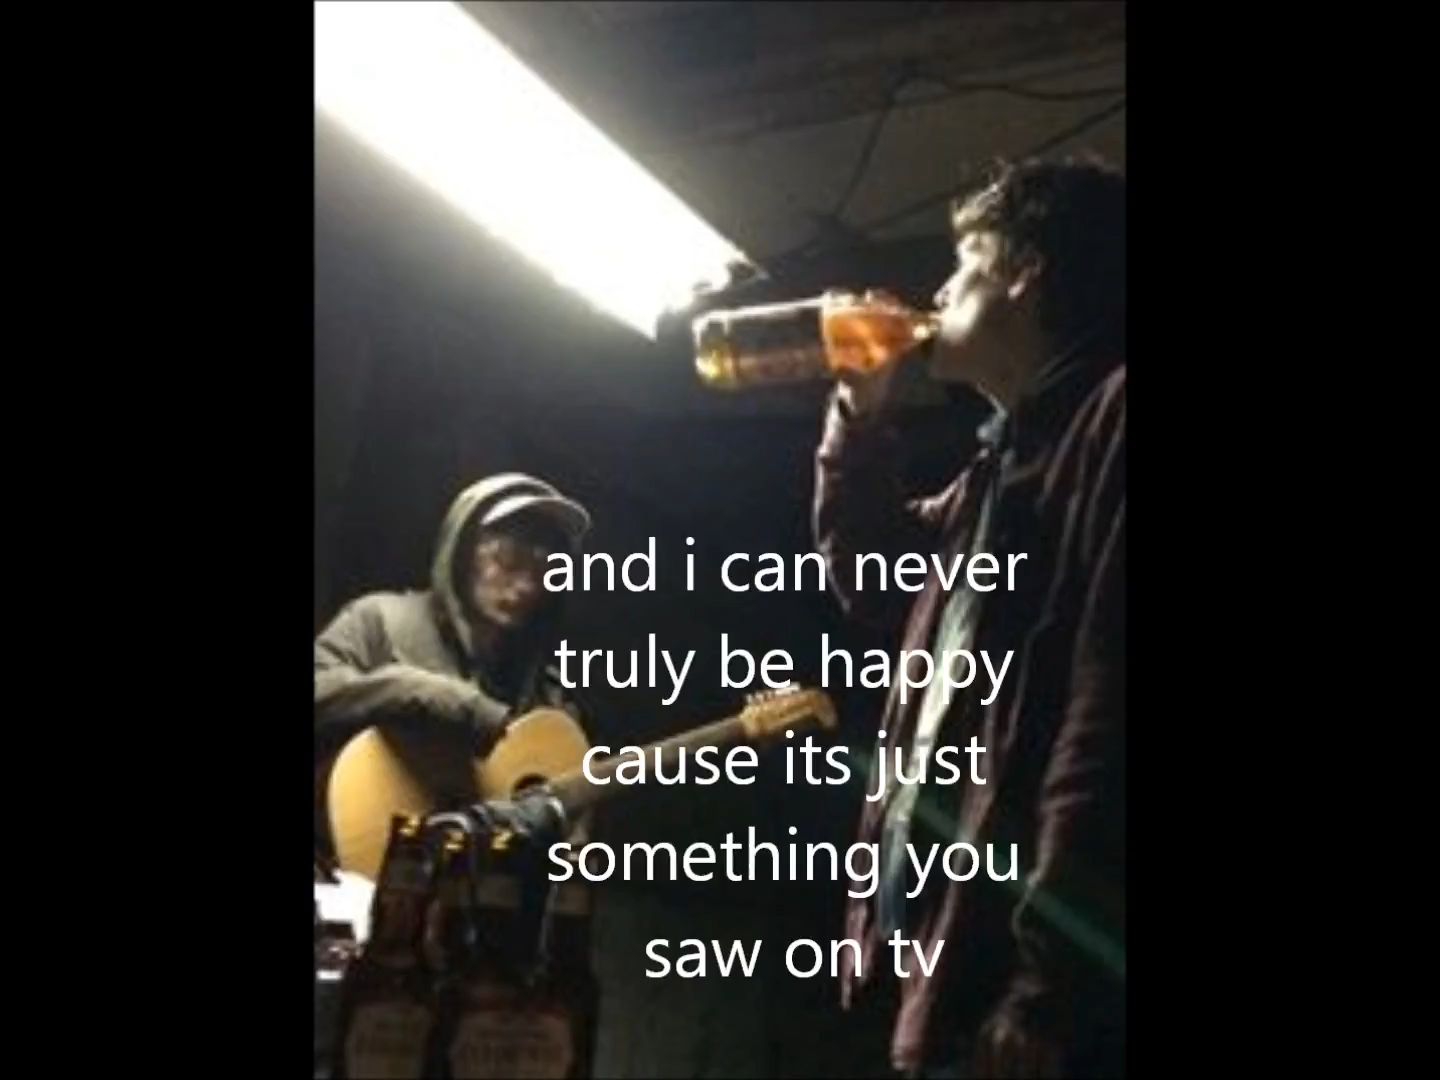 and i can never
truly be happy
cause its just
something you
saw on tv